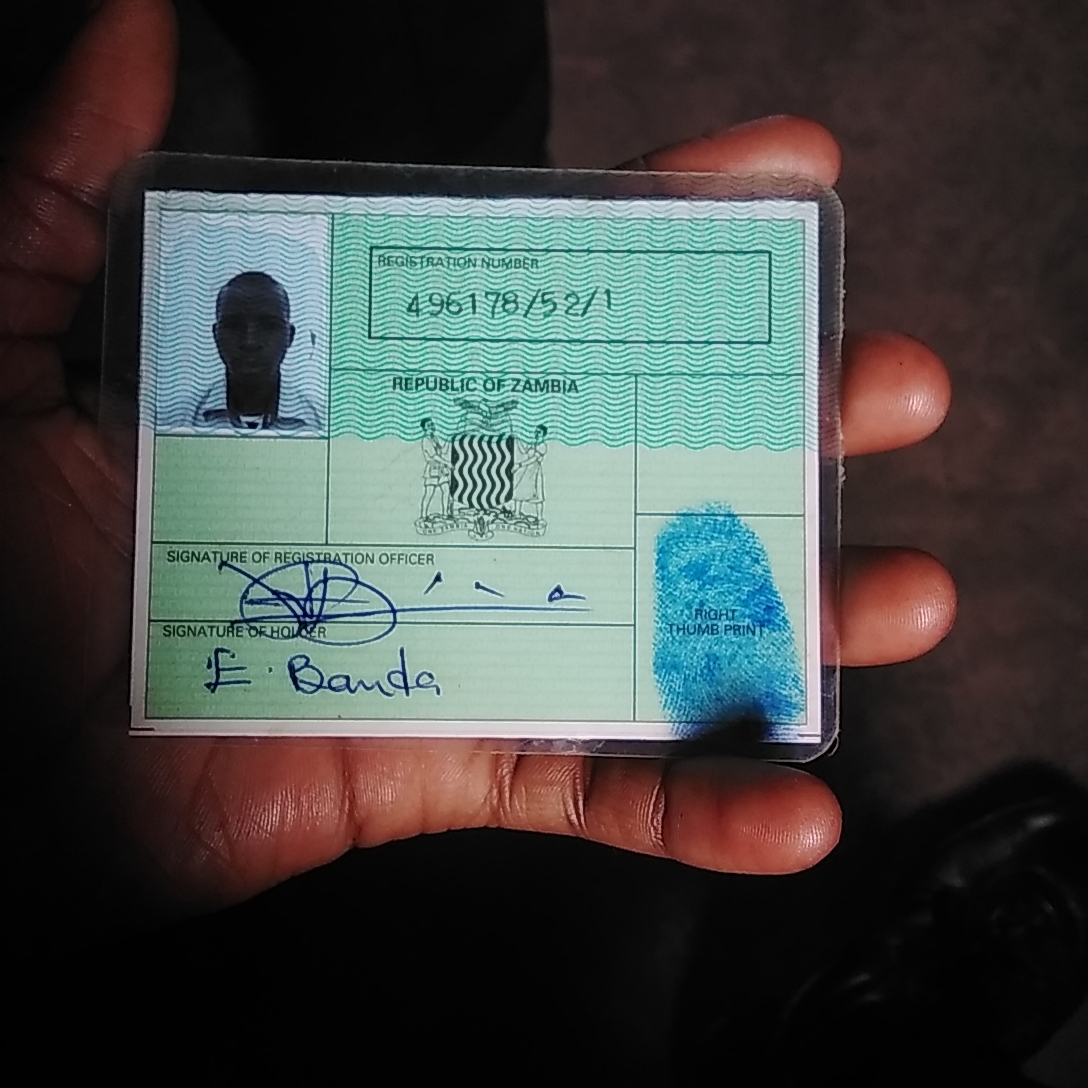 REGISTRATION NUMBER
496178/52/1
REPUBLIC OF ZAMBIA
SIGNATURE OF REGISTRATION OFFICER
SIGNATURE OF HOLDER
E. Banda
RIGHT
THUMB PRINT